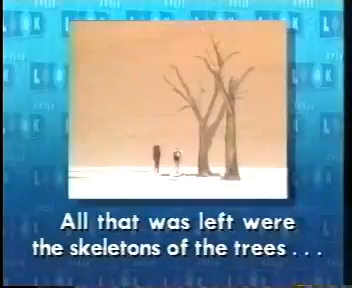 All that was left were
the skeletons of the trees . . .